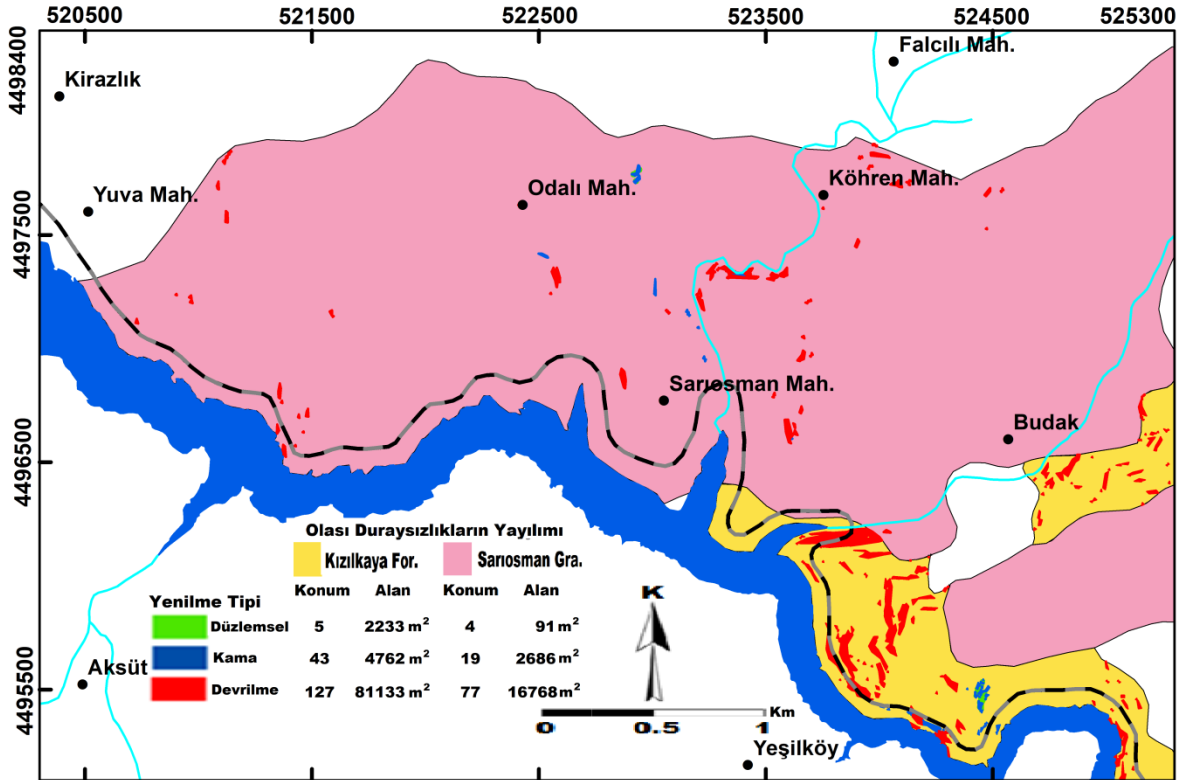 520500 521500 522500 523500 524500 525300
4498400
4497500
4496500
4495500
Falcılı Mah.
Kirazlık
Yuva Mah.
Odalı Mah.
Köhren Mah.
Sarıosman Mah.
Budak
Olası Duraysızlıkların Yayılımı
Kızılkaya For. Sarıosman Gra.
Konum Alan Konum Alan
Yenilme Tipi
Düzlemsel 5 2233 m² 4 91 m²
Kama 43 4762 m² 19 2686 m²
Devrilme 127 81133 m² 77 16768 m²
K
0 0.5 1 Km
Aksüt
Yeşilköy